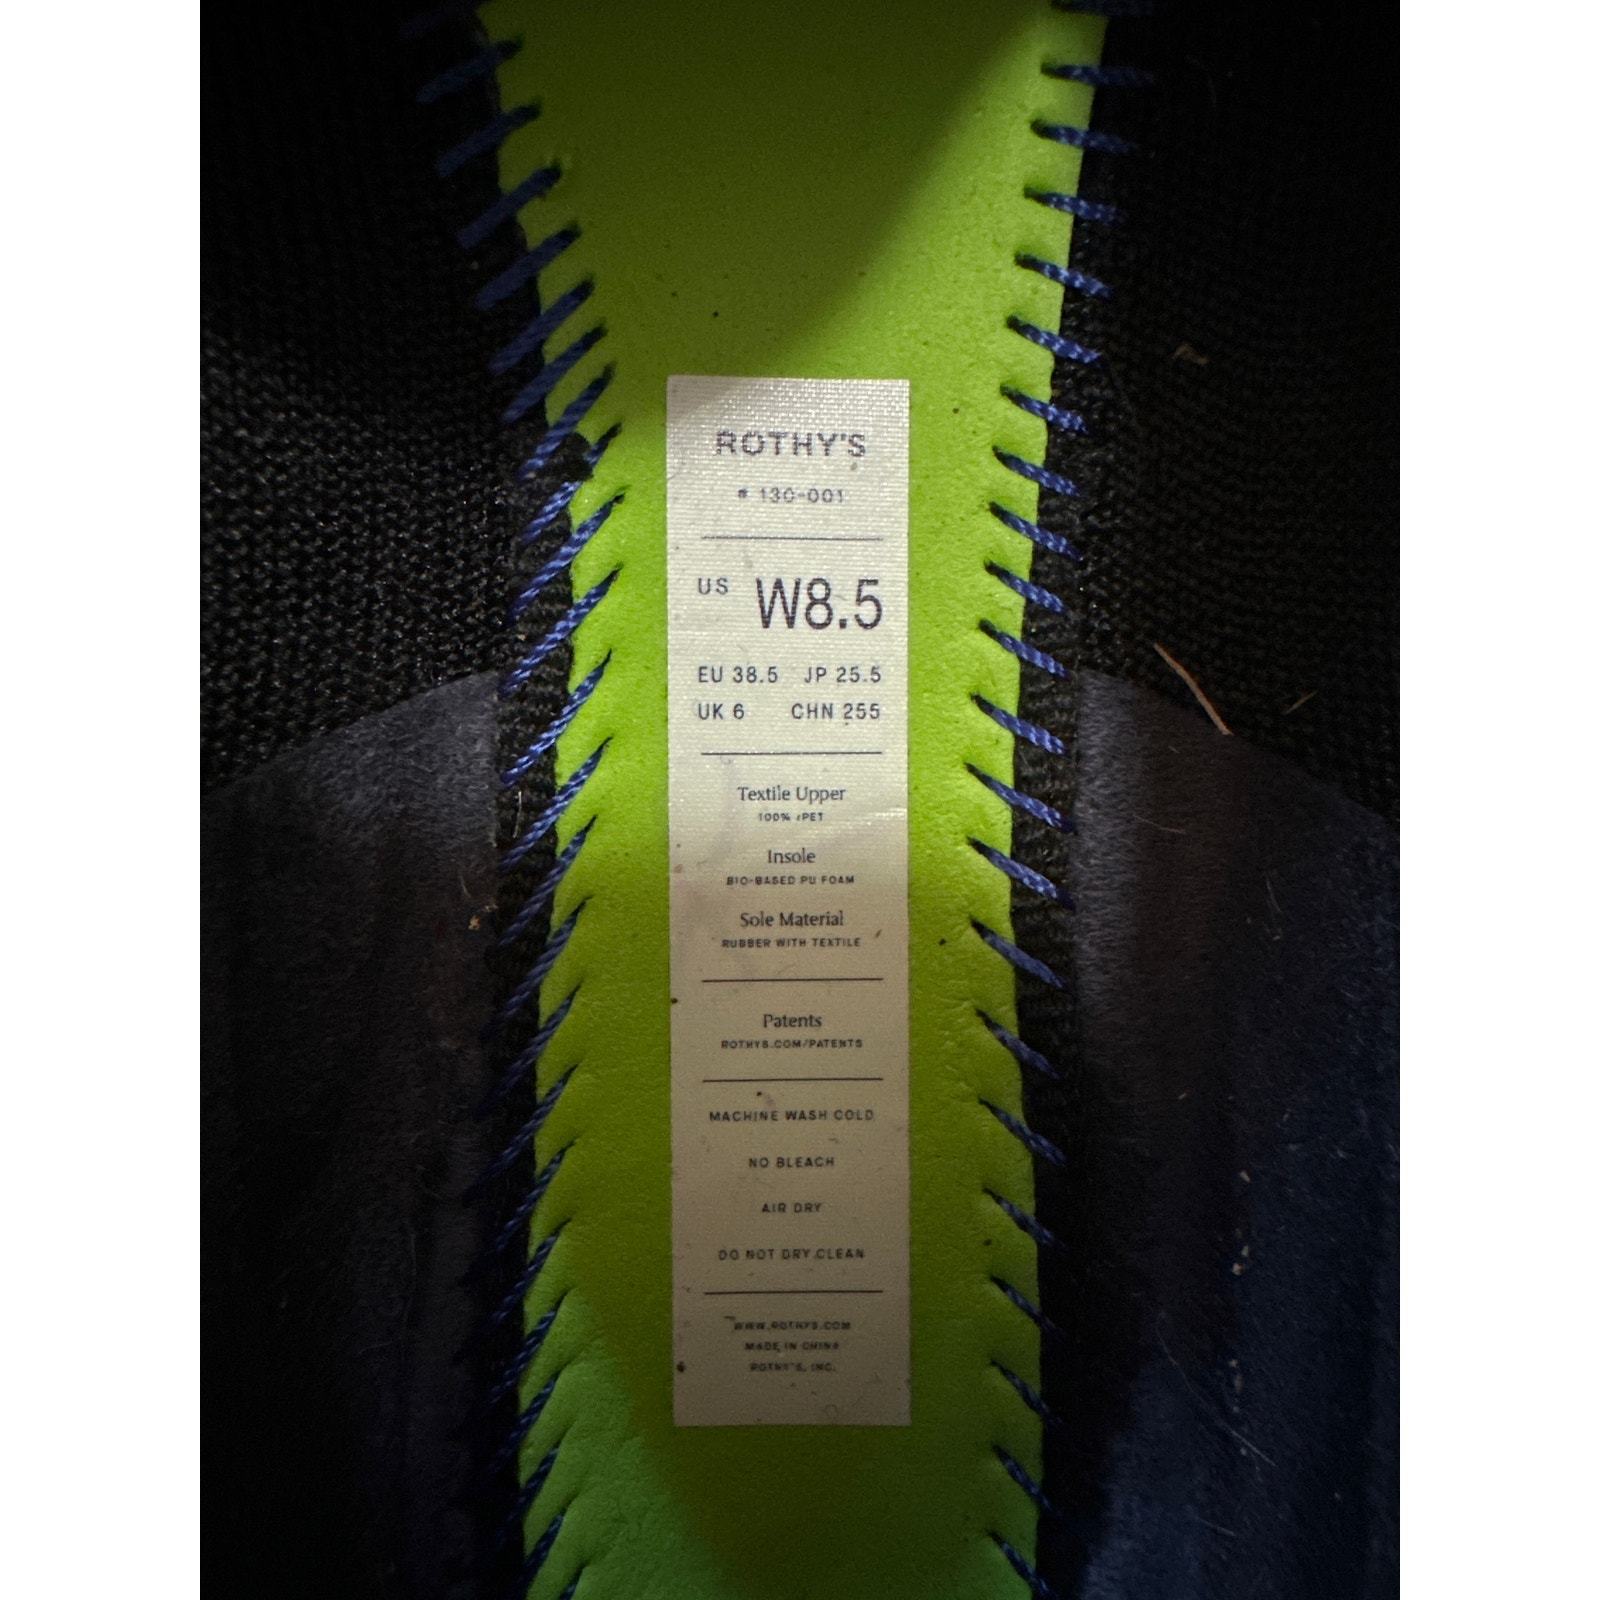 ROTHY'S
# 130-001
US W8.5
EU 38.5 JP 25.5
UK 6 CHN 255
Textile Upper
100% rPET
Insole
BIO-BASED PU FOAM
Sole Material
RUBBER WITH TEXTILE
Patents
ROTHYS.COM/PATENTS
MACHINE WASH COLD
NO BLEACH
AIR DRY
DO NOT DRY CLEAN
WWW.ROTHYS.COM
MADE IN CHINA
ROTHY'S, INC.